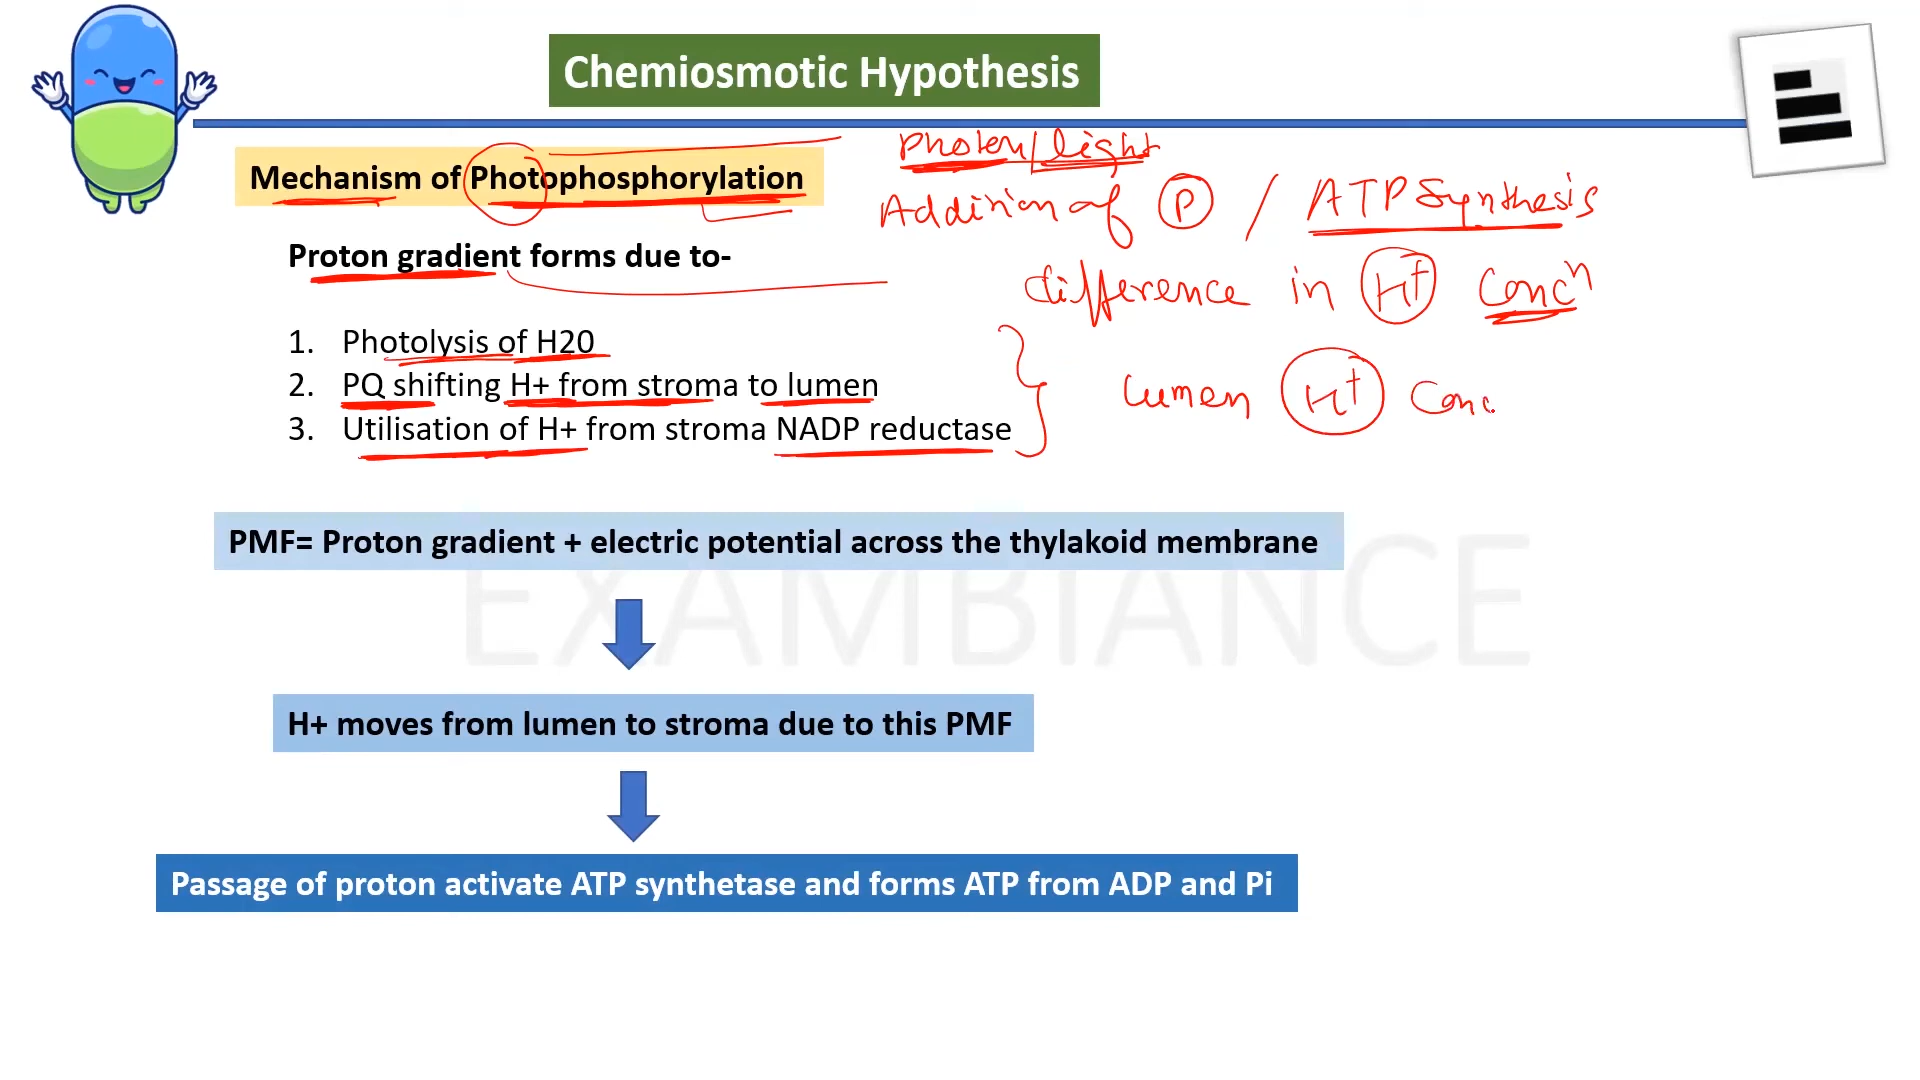 Chemiosmotic Hypothesis
Mechanism of Photophosphorylation
Photon/light
Addition of P / ATP Synthesis
Proton gradient forms due to-
difference in H+ Concn
1. Photolysis of H20
2. PQ shifting H+ from stroma to lumen
3. Utilisation of H+ from stroma NADP reductase
Lumen H+ Conc
PMF= Proton gradient + electric potential across the thylakoid membrane
EXAMBIANCE
H+ moves from lumen to stroma due to this PMF
Passage of proton activate ATP synthetase and forms ATP from ADP and Pi